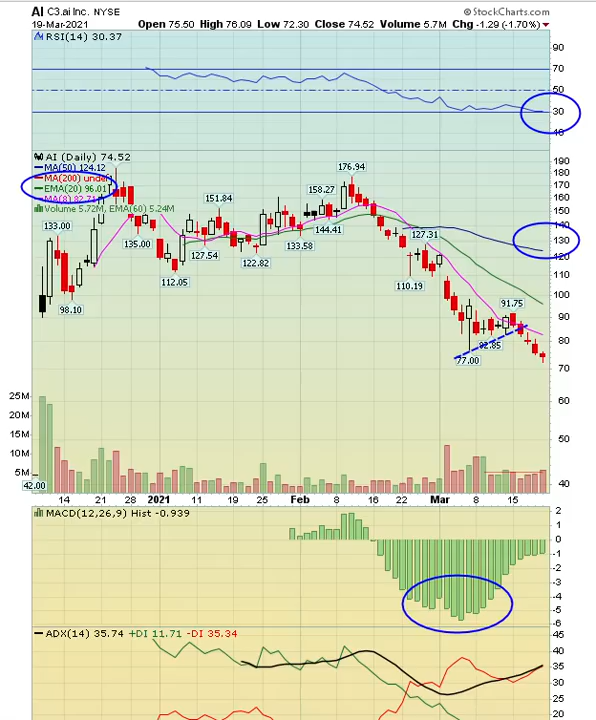 AI C3.ai Inc. NYSE
© StockCharts.com
19-Mar-2021 Open 75.50 High 76.09 Low 72.30 Close 74.52 Volume 5.7M Chg -1.29 (-1.70%)
RSI(14) 30.37
90
70
50
30
AI (Daily) 74.52
MA(50) 124.12
MA(200) undef
EMA(20) 96.01
MA(8) 82.71
Volume 5.72M, EMA(60) 5.24M
133.00
98.10
135.00
112.05
127.54
151.84
122.82
133.58
158.27
144.41
176.94
110.19
127.31
77.00
82.85
91.75
190
180
170
160
150
140
130
120
110
100
90
80
70
60
50
40
25M
20M
15M
10M
5M
42.00
14 21 28 2021 11 19 25 Feb 8 16 22 Mar 8 15
MACD(12,26,9) Hist -0.939
2
1
0
-1
-2
-3
-4
-5
-6
ADX(14) 35.74 +DI 11.71 -DI 35.34
45
40
35
30
25
20